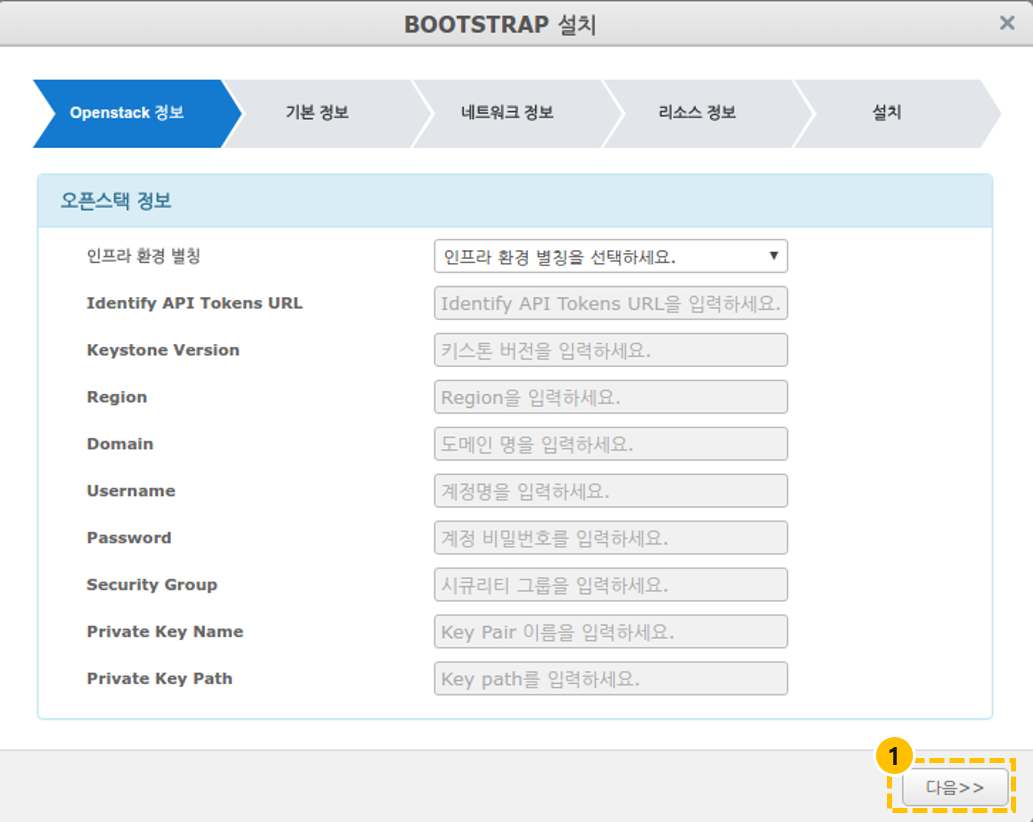 BOOTSTRAP 설치
×
Openstack 정보
기본 정보
네트워크 정보
리소스 정보
설치
오픈스택 정보
인프라 환경 별칭
인프라 환경 별칭을 선택하세요.
Identify API Tokens URL
Identify API Tokens URL을 입력하세요.
Keystone Version
키스톤 버전을 입력하세요.
Region
Region을 입력하세요.
Domain
도메인 명을 입력하세요.
Username
계정명을 입력하세요.
Password
계정 비밀번호를 입력하세요.
Security Group
시큐리티 그룹을 입력하세요.
Private Key Name
Key Pair 이름을 입력하세요.
Private Key Path
Key path를 입력하세요.
1
다음>>